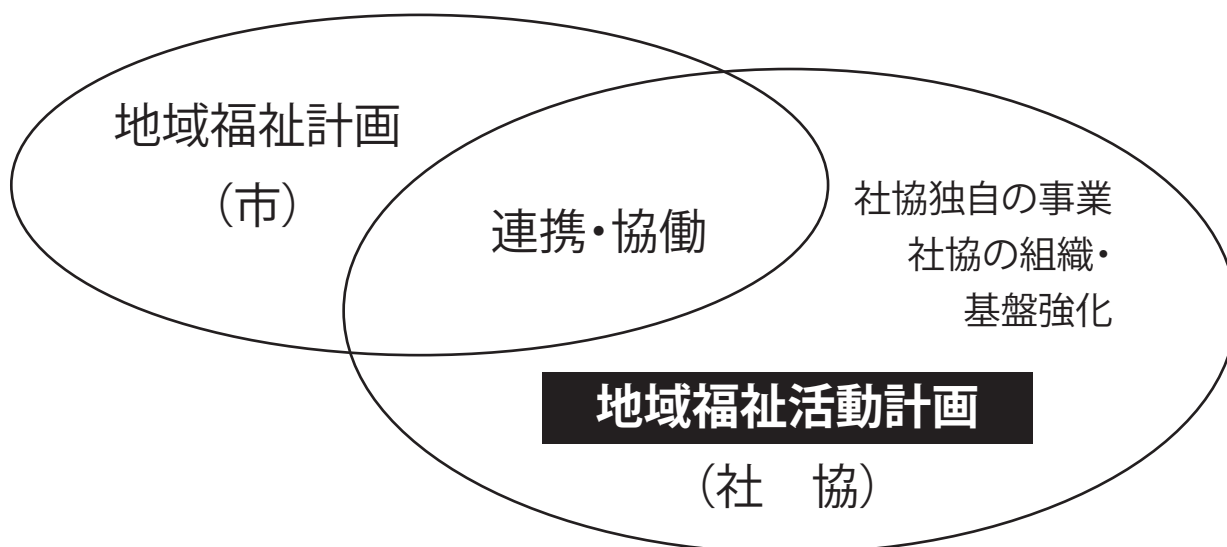 地域福祉計画
（市）
連携・協働
社協独自の事業
社協の組織・
基盤強化
地域福祉活動計画
（社　協）